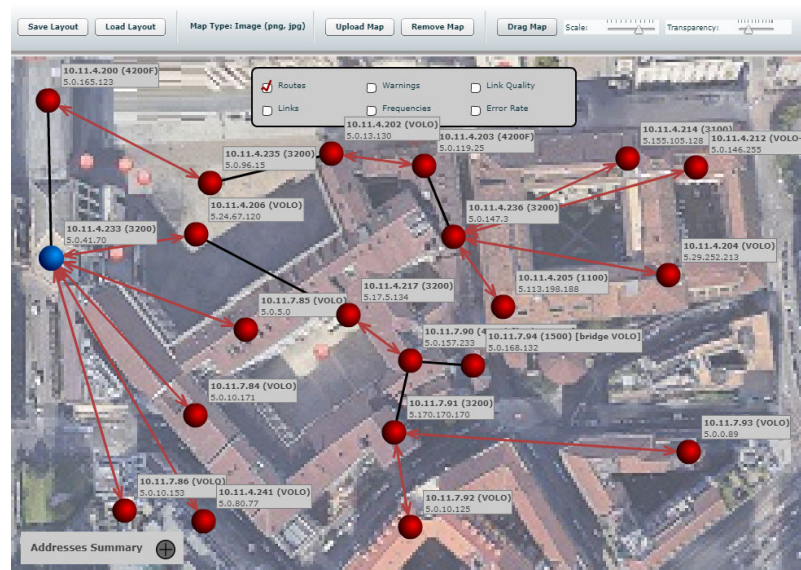 Save Layout Load Layout Map Type: Image (png, jpg) Upload Map Remove Map Drag Map Scale: Transparency:
Routes Warnings Link Quality
Links Frequencies Error Rate
10.11.4.200 (4200F)
5.0.165.123
10.11.4.202 (VOLO)
5.0.13.130
10.11.4.203 (4200F)
5.0.119.25
10.11.4.214 (3100)
5.155.105.128
10.11.4.212 (VOLO-
5.0.146.255
10.11.4.235 (3200)
5.0.96.15
10.11.4.206 (VOLO)
5.24.67.120
10.11.4.236 (3200)
5.0.147.3
10.11.4.233 (3200)
5.0.41.70
10.11.4.204 (VOLO)
5.29.252.213
10.11.4.205 (1100)
5.113.198.188
10.11.4.217 (3200)
5.17.5.134
10.11.7.85 (VOLO)
5.0.5.0
10.11.7.90 (4
5.0.157.233
10.11.7.94 (1500) [bridge VOLO]
5.0.168.132
10.11.7.84 (VOLO)
5.0.10.171
10.11.7.91 (3200)
5.170.170.170
10.11.7.93 (VOLO)
5.0.0.89
10.11.7.86 (VOLO)
5.0.10.153
10.11.4.241 (VOLO)
5.0.80.77
10.11.7.92 (VOLO)
5.0.10.125
Addresses Summary